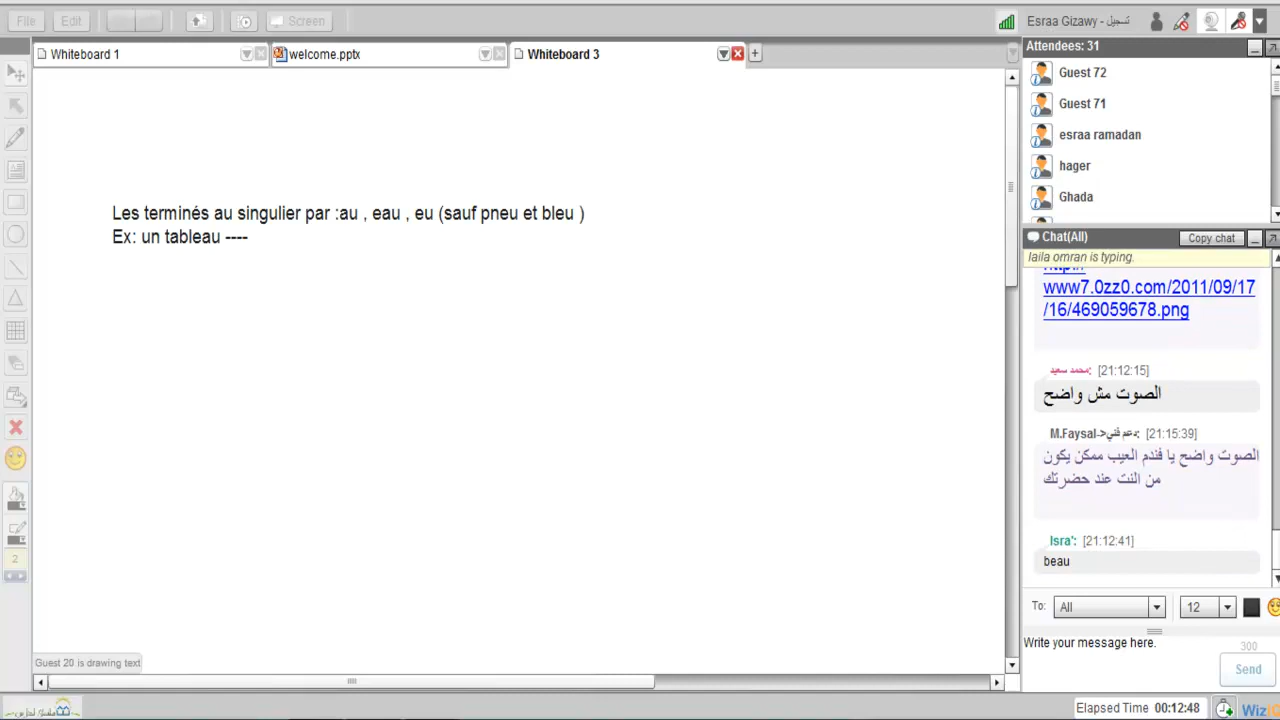 File
Edit
Screen
Esraa Gizawy - تسجيل
Whiteboard 1
welcome.pptx
Whiteboard 3
Attendees: 31
Guest 72
Guest 71
esraa ramadan
hager
Ghada
Les terminés au singulier par :au , eau , eu (sauf pneu et bleu )
Ex: un tableau ----
Chat(All)
Copy chat
laila omran is typing.
www7.0zz0.com/2011/09/17
/16/469059678.png
محمد سعيد: [21:12:15]
الصوت مش واضح
M.Faysal->دعم فني: [21:15:39]
الصوت واضح يا فندم العيب ممكن يكون
من النت عند حضرتك
Isra': [21:12:41]
beau
To:
All
12
Write your message here.
300
Send
2
Guest 20 is drawing text
Elapsed Time 00:12:48